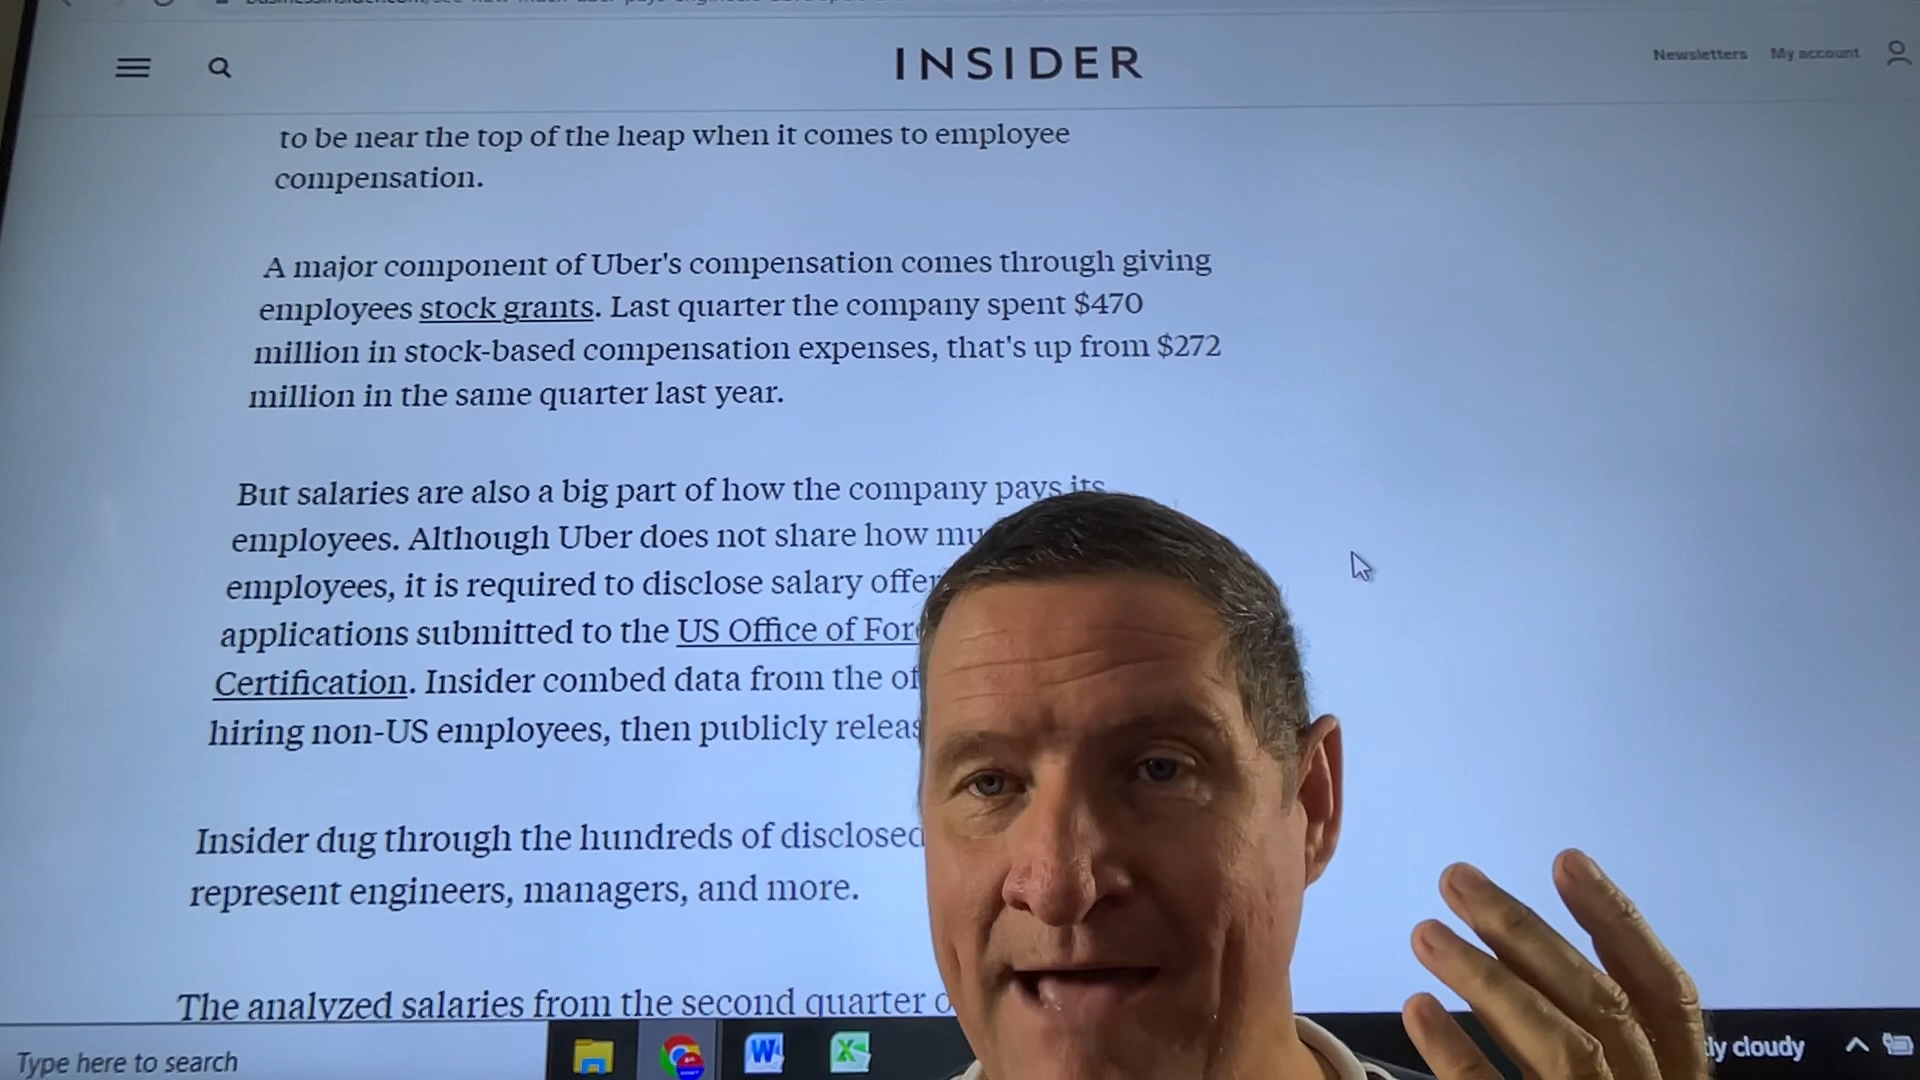 INSIDER
Newsletters My account
to be near the top of the heap when it comes to employee
compensation.
A major component of Uber's compensation comes through giving
employees stock grants. Last quarter the company spent $470
million in stock-based compensation expenses, that's up from $272
million in the same quarter last year.
But salaries are also a big part of how the company pays its
employees. Although Uber does not share how
employees, it is required to disclose salary
applications submitted to the US Office of
Certification. Insider combed data from the
hiring non-US employees, then publicly
Insider dug through the hundreds of disclosed
represent engineers, managers, and more.
The analyzed salaries from the second quarter
Type here to search
cloudy